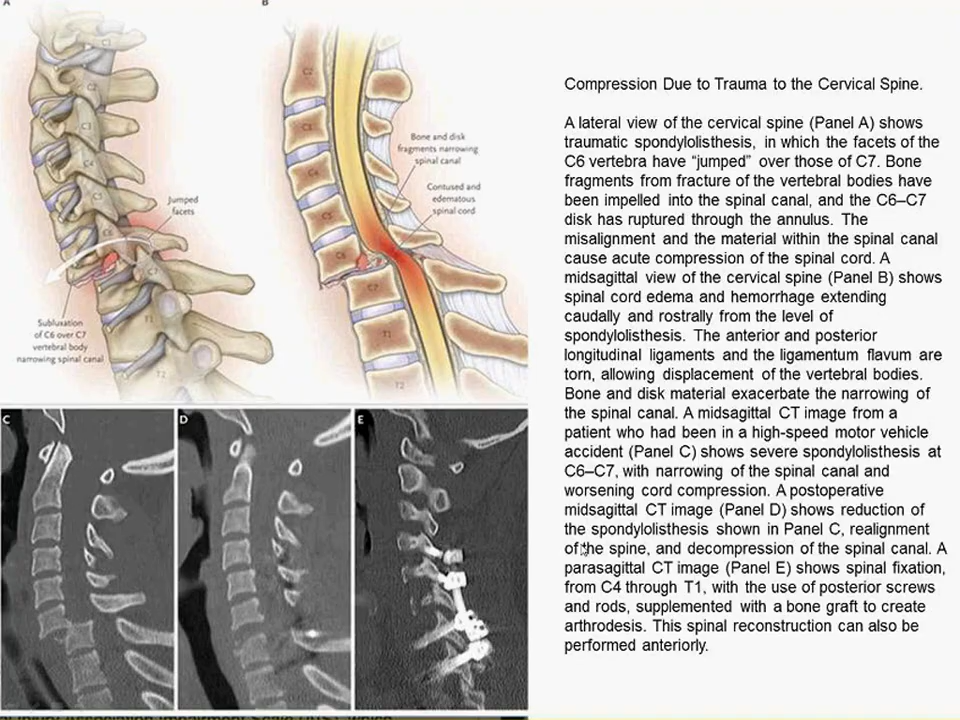 A
B
C1
C2
C3
C4
C5
C6
C7
T1
T2
Jumped
facets
Subluxation
of C6 over C7
vertebral body
narrowing spinal canal
C2
C3
C4
C5
C6
C7
T1
T2
Bone and disk
fragments narrowing
spinal canal
Contused and
edematous
spinal cord
C
D
E
Compression Due to Trauma to the Cervical Spine.
A lateral view of the cervical spine (Panel A) shows
traumatic spondylolisthesis, in which the facets of the
C6 vertebra have “jumped” over those of C7. Bone
fragments from fracture of the vertebral bodies have
been impelled into the spinal canal, and the C6–C7
disk has ruptured through the annulus. The
misalignment and the material within the spinal canal
cause acute compression of the spinal cord. A
midsagittal view of the cervical spine (Panel B) shows
spinal cord edema and hemorrhage extending
caudally and rostrally from the level of
spondylolisthesis. The anterior and posterior
longitudinal ligaments and the ligamentum flavum are
torn, allowing displacement of the vertebral bodies.
Bone and disk material exacerbate the narrowing of
the spinal canal. A midsagittal CT image from a
patient who had been in a high-speed motor vehicle
accident (Panel C) shows severe spondylolisthesis at
C6–C7, with narrowing of the spinal canal and
worsening cord compression. A postoperative
midsagittal CT image (Panel D) shows reduction of
the spondylolisthesis shown in Panel C, realignment
of the spine, and decompression of the spinal canal. A
parasagittal CT image (Panel E) shows spinal fixation,
from C4 through T1, with the use of posterior screws
and rods, supplemented with a bone graft to create
arthrodesis. This spinal reconstruction can also be
performed anteriorly.